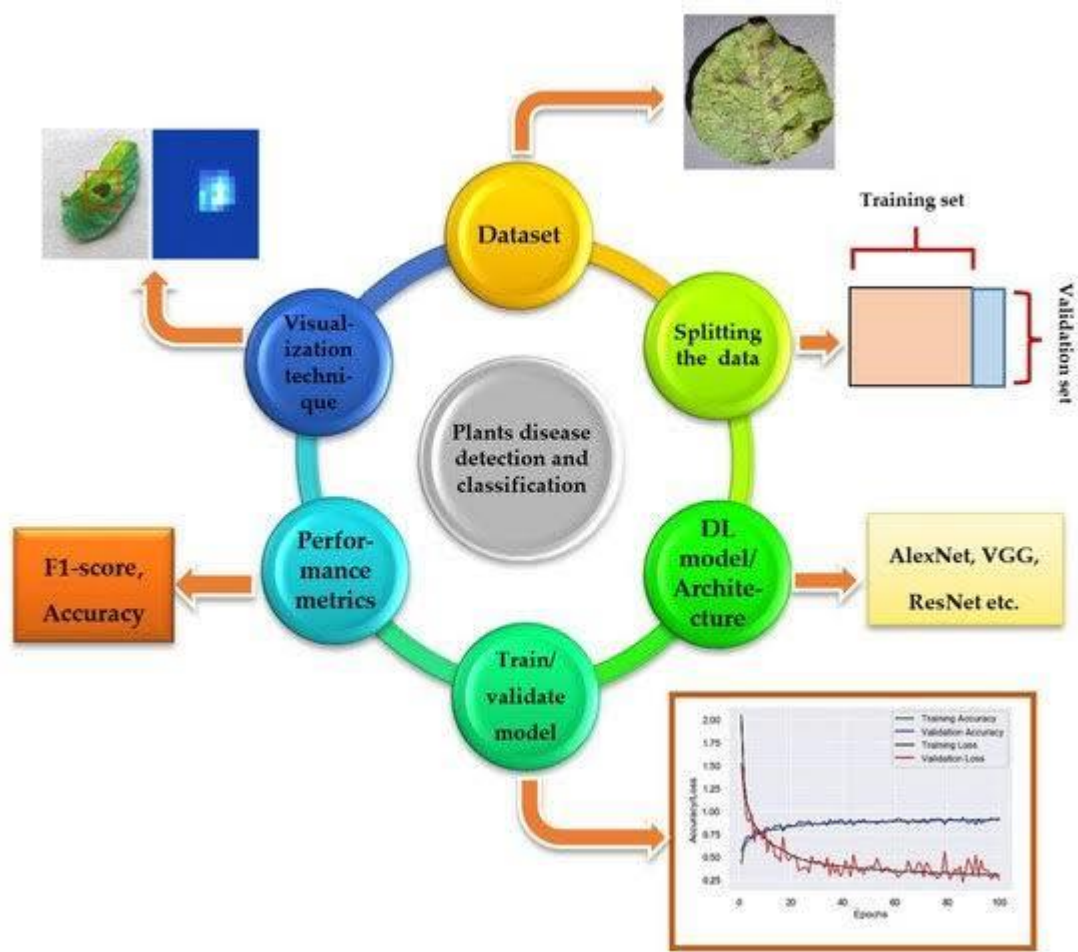 Dataset
Training set
Validation set
Splitting
the data
Visual-
ization
techni-
que
Plants disease
detection and
classification
DL
model/
Archite-
cture
AlexNet, VGG,
ResNet etc.
Perfor-
mance
metrics
F1-score,
Accuracy
Train/
validate
model
Training Accuracy
Validation Accuracy
Training Loss
Validation Loss
Accuracy/Loss
2.00
1.75
1.50
1.25
1.00
0.75
0.50
0.25
0
20
40
60
80
100
Epochs